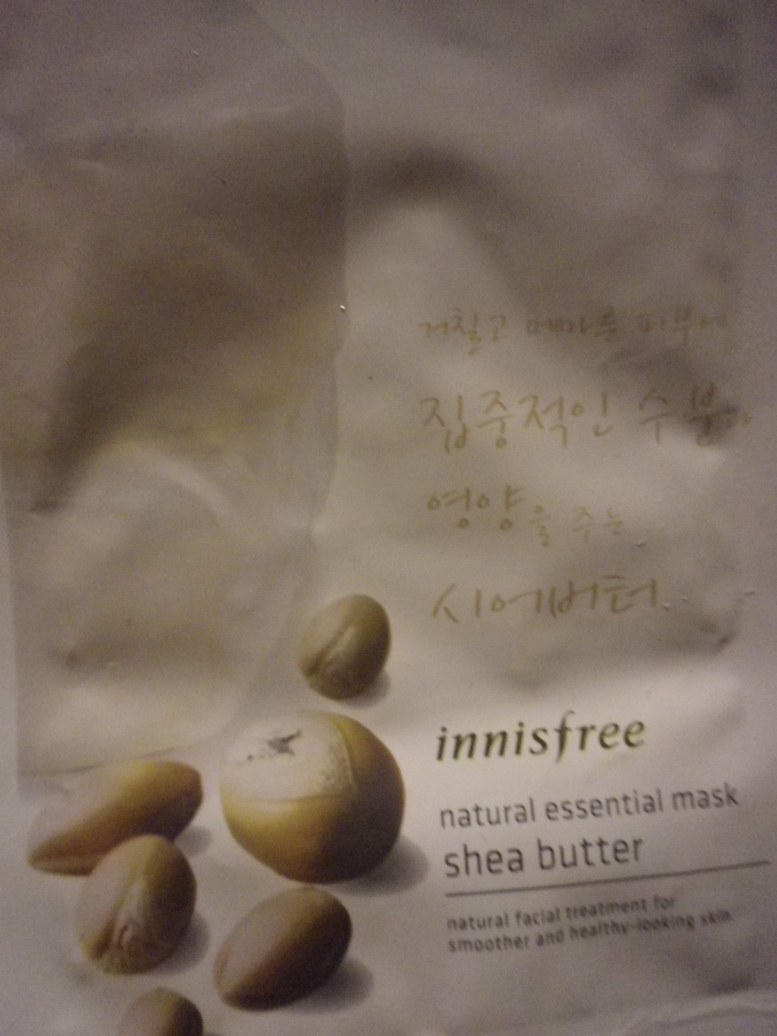 거칠고 메마른 피부에
집중적인 수분과
영양을 주는
시어버터..
innisfree
natural essential mask
shea butter
natural facial treatment for
smoother and healthy-looking skin